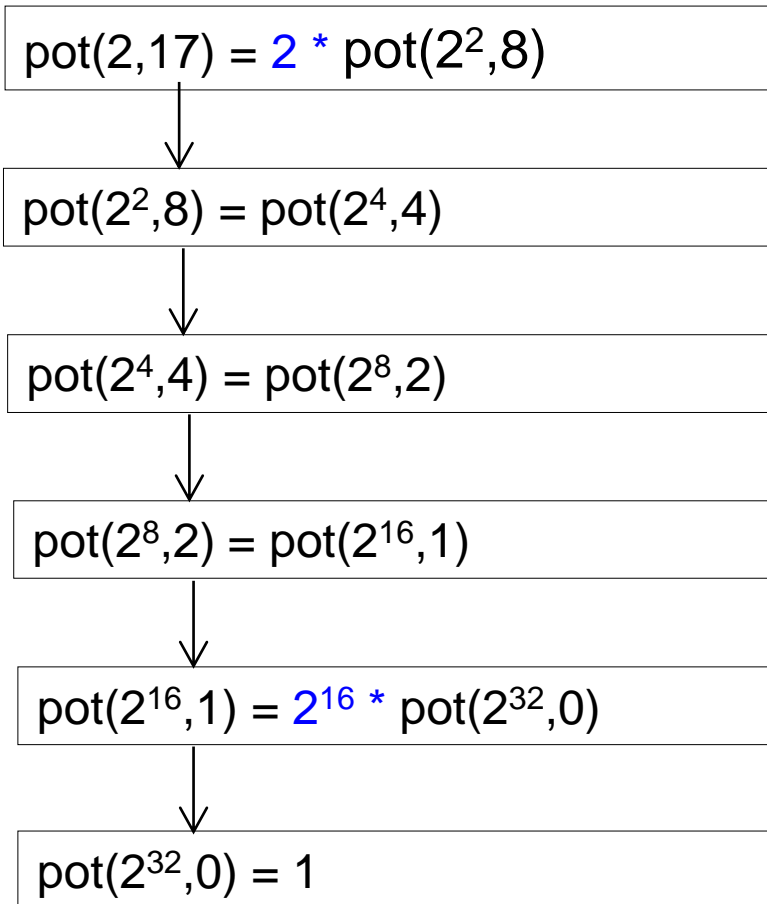 pot(2,17) = 2 * pot(2²,8)
pot(2²,8) = pot(2⁴,4)
pot(2⁴,4) = pot(2⁸,2)
pot(2⁸,2) = pot(2¹⁶,1)
pot(2¹⁶,1) = 2¹⁶ * pot(2³²,0)
pot(2³²,0) = 1